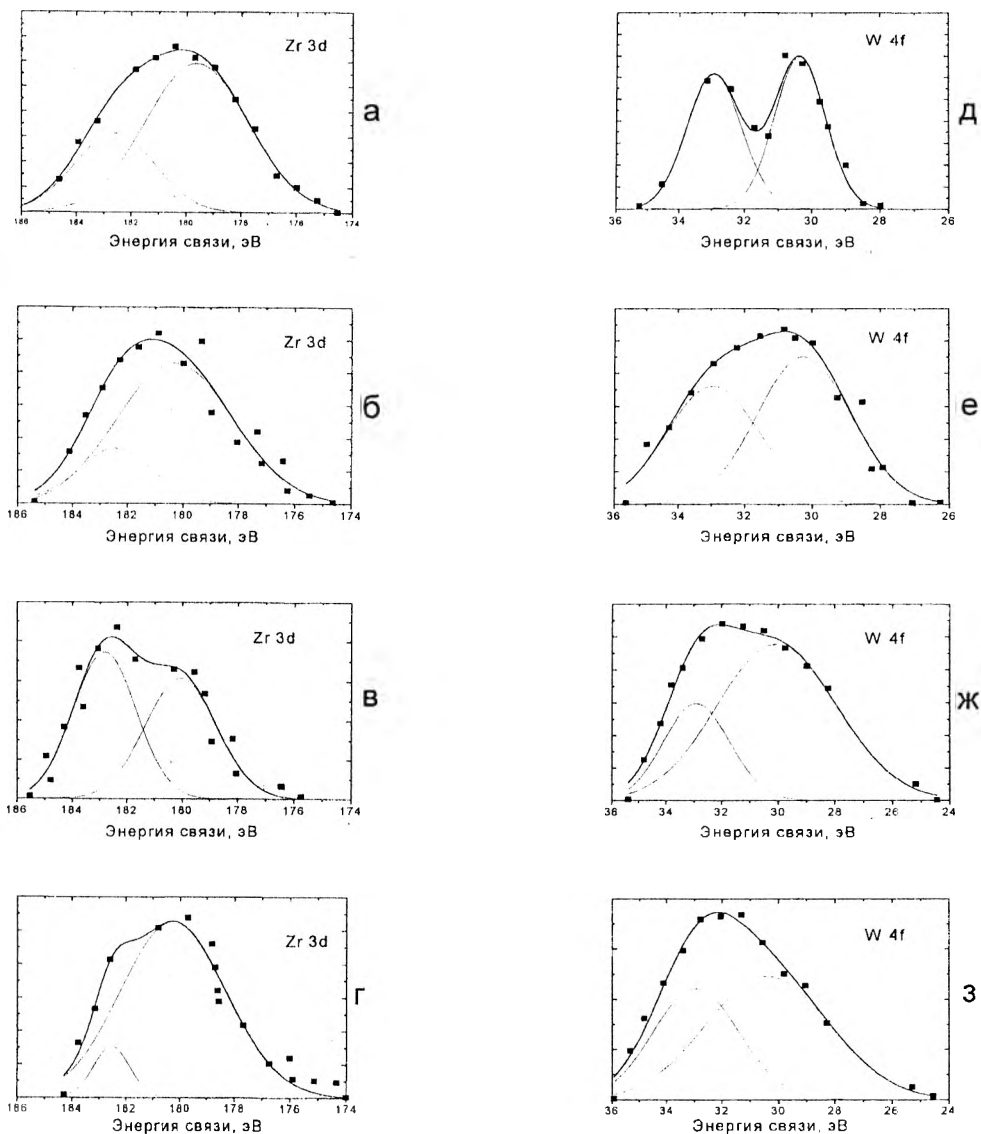 Zr 3d
а
186 184 182 180 178 176 174
Энергия связи, эВ
W 4f
д
36 34 32 30 28 26
Энергия связи, эВ
Zr 3d
б
186 184 182 180 178 176 174
Энергия связи, эВ
W 4f
е
36 34 32 30 28 26
Энергия связи, эВ
Zr 3d
в
186 184 182 180 178 176 174
Энергия связи, эВ
W 4f
ж
36 34 32 30 28 26 24
Энергия связи, эВ
Zr 3d
г
186 184 182 180 178 176 174
Энергия связи, эВ
W 4f
з
36 34 32 30 28 26 24
Энергия связи, эВ